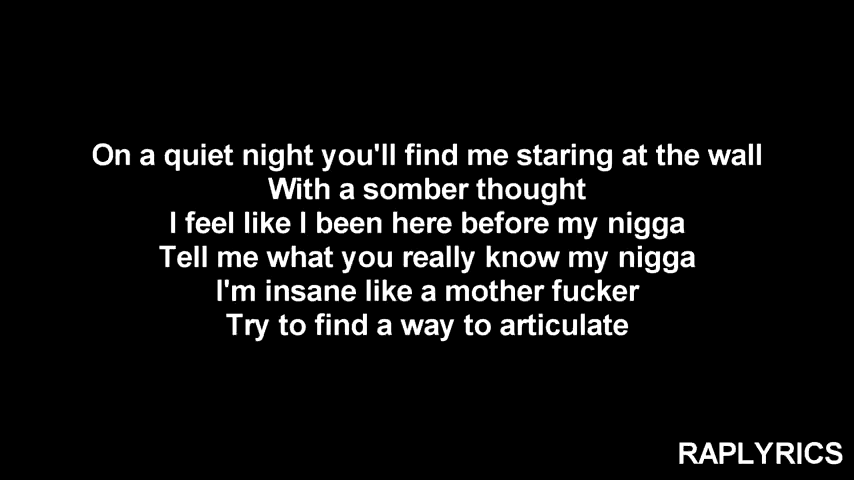 On a quiet night you'll find me staring at the wall
With a somber thought
I feel like I been here before my nigga
Tell me what you really know my nigga
I'm insane like a mother fucker
Try to find a way to articulate
RAPLYRICS